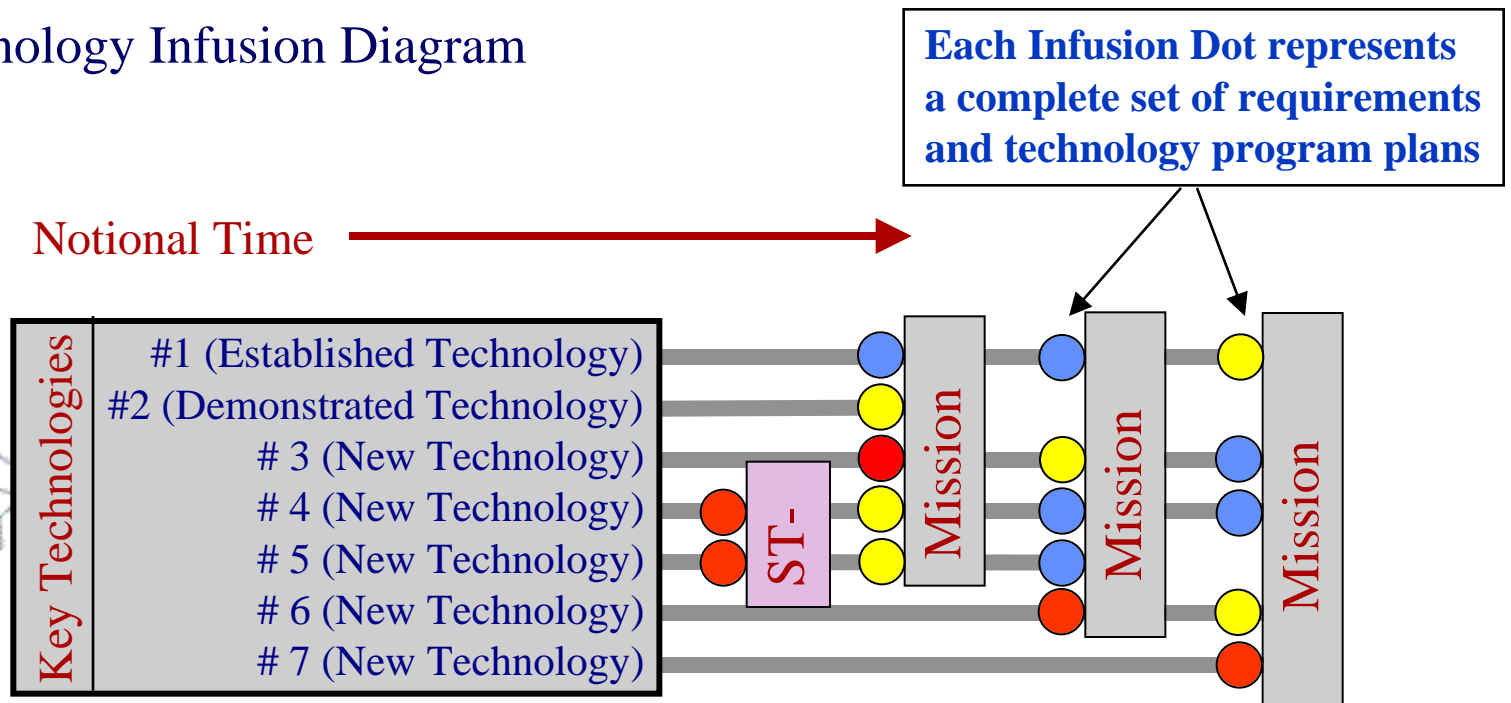 nology Infusion Diagram
Each Infusion Dot represents
a complete set of requirements
and technology program plans
Notional Time
Key Technologies
#1 (Established Technology)
#2 (Demonstrated Technology)
# 3 (New Technology)
# 4 (New Technology)
# 5 (New Technology)
# 6 (New Technology)
# 7 (New Technology)
ST-
Mission
Mission
Mission